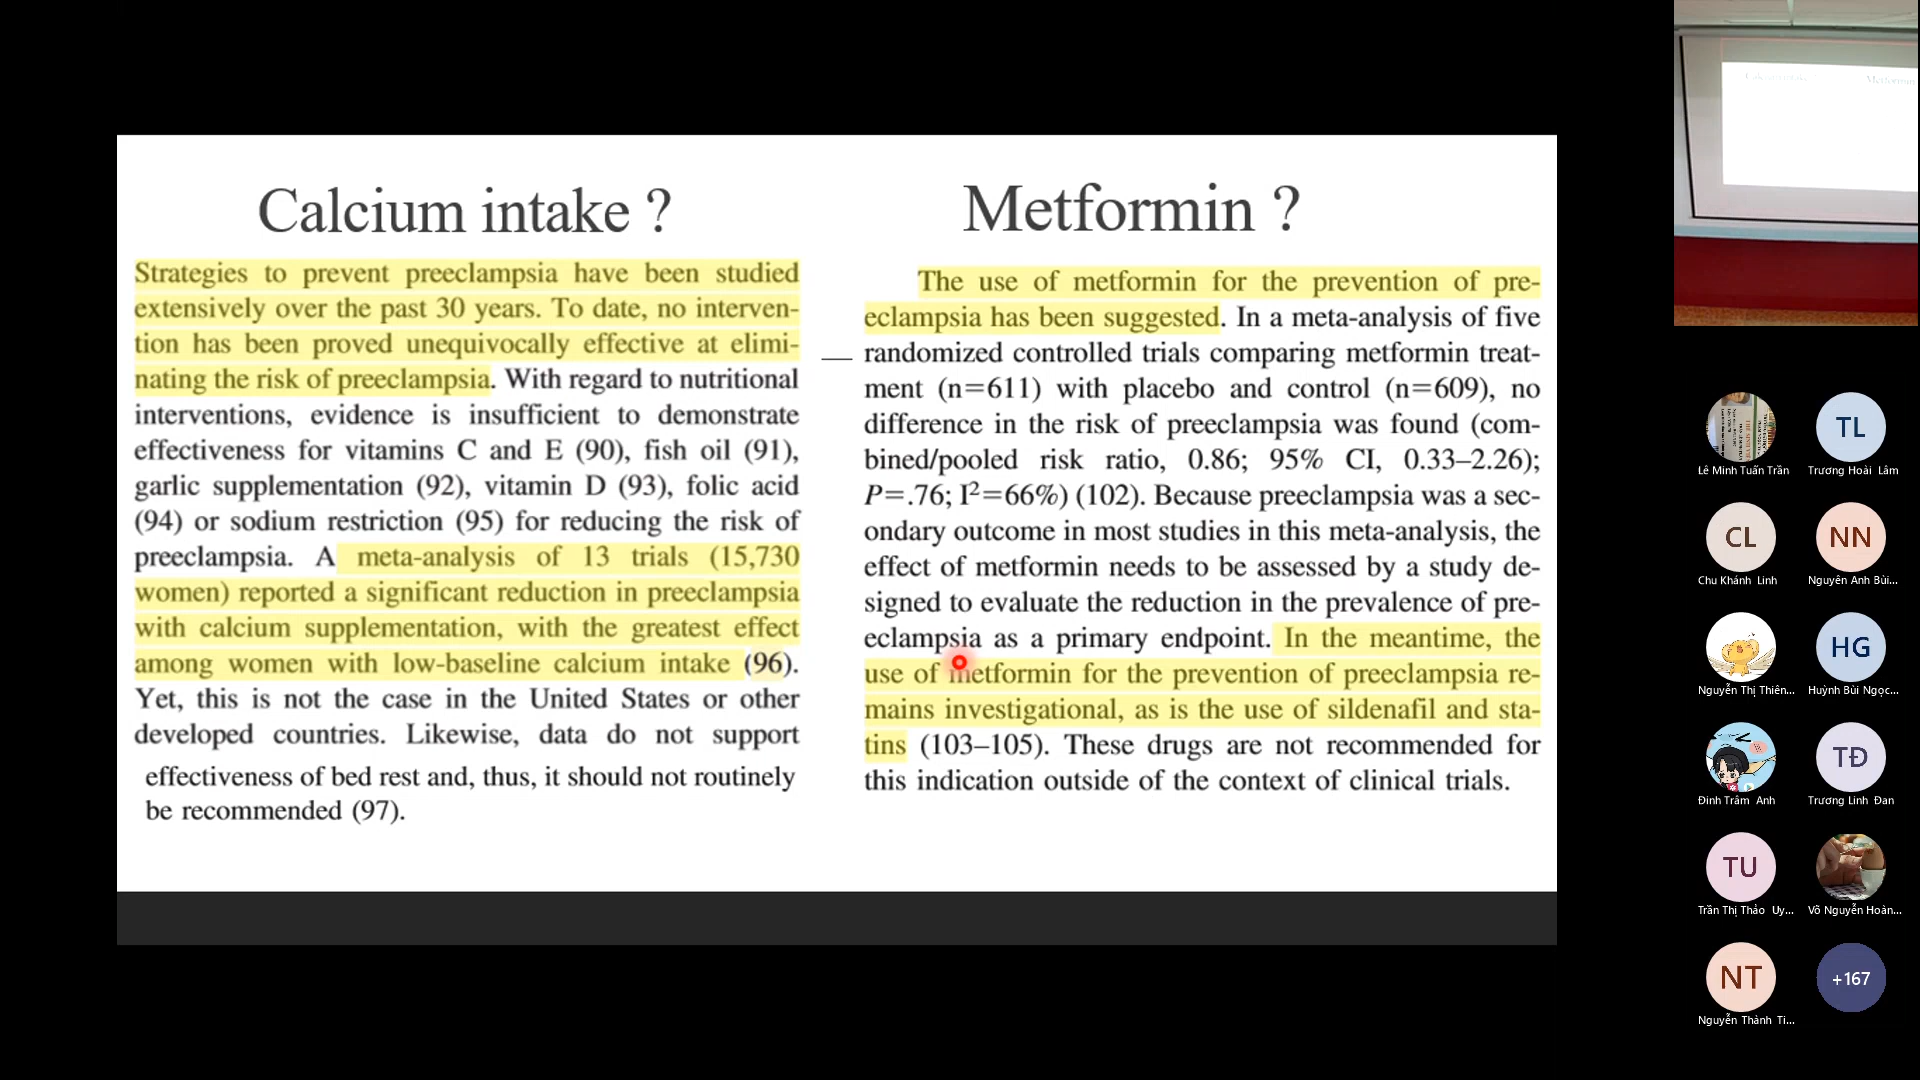 Calcium intake ?
Strategies to prevent preeclampsia have been studied
extensively over the past 30 years. To date, no interven-
tion has been proved unequivocally effective at elimi-
nating the risk of preeclampsia. With regard to nutritional
interventions, evidence is insufficient to demonstrate
effectiveness for vitamins C and E (90), fish oil (91),
garlic supplementation (92), vitamin D (93), folic acid
(94) or sodium restriction (95) for reducing the risk of
preeclampsia. A meta-analysis of 13 trials (15,730
women) reported a significant reduction in preeclampsia
with calcium supplementation, with the greatest effect
among women with low-baseline calcium intake (96).
Yet, this is not the case in the United States or other
developed countries. Likewise, data do not support
effectiveness of bed rest and, thus, it should not routinely
be recommended (97).
Metformin ?
The use of metformin for the prevention of pre-
eclampsia has been suggested. In a meta-analysis of five
randomized controlled trials comparing metformin treat-
ment (n=611) with placebo and control (n=609), no
difference in the risk of preeclampsia was found (com-
bined/pooled risk ratio, 0.86; 95% CI, 0.33–2.26);
P=.76; I²=66%) (102). Because preeclampsia was a sec-
ondary outcome in most studies in this meta-analysis, the
effect of metformin needs to be assessed by a study de-
signed to evaluate the reduction in the prevalence of pre-
eclampsia as a primary endpoint. In the meantime, the
use of metformin for the prevention of preeclampsia re-
mains investigational, as is the use of sildenafil and sta-
tins (103–105). These drugs are not recommended for
this indication outside of the context of clinical trials.
Calcium intake ?
Metformin
Lê Minh Tuấn Trần
TL
Trương Hoài Lâm
CL
Chu Khánh Linh
NN
Nguyên Anh Bùi...
Nguyễn Thị Thiên...
HG
Huỳnh Bùi Ngọc...
Đinh Trâm Anh
TĐ
Trương Linh Đan
TU
Trần Thị Thảo Uy...
Võ Nguyễn Hoàn...
NT
Nguyễn Thành Ti...
+167